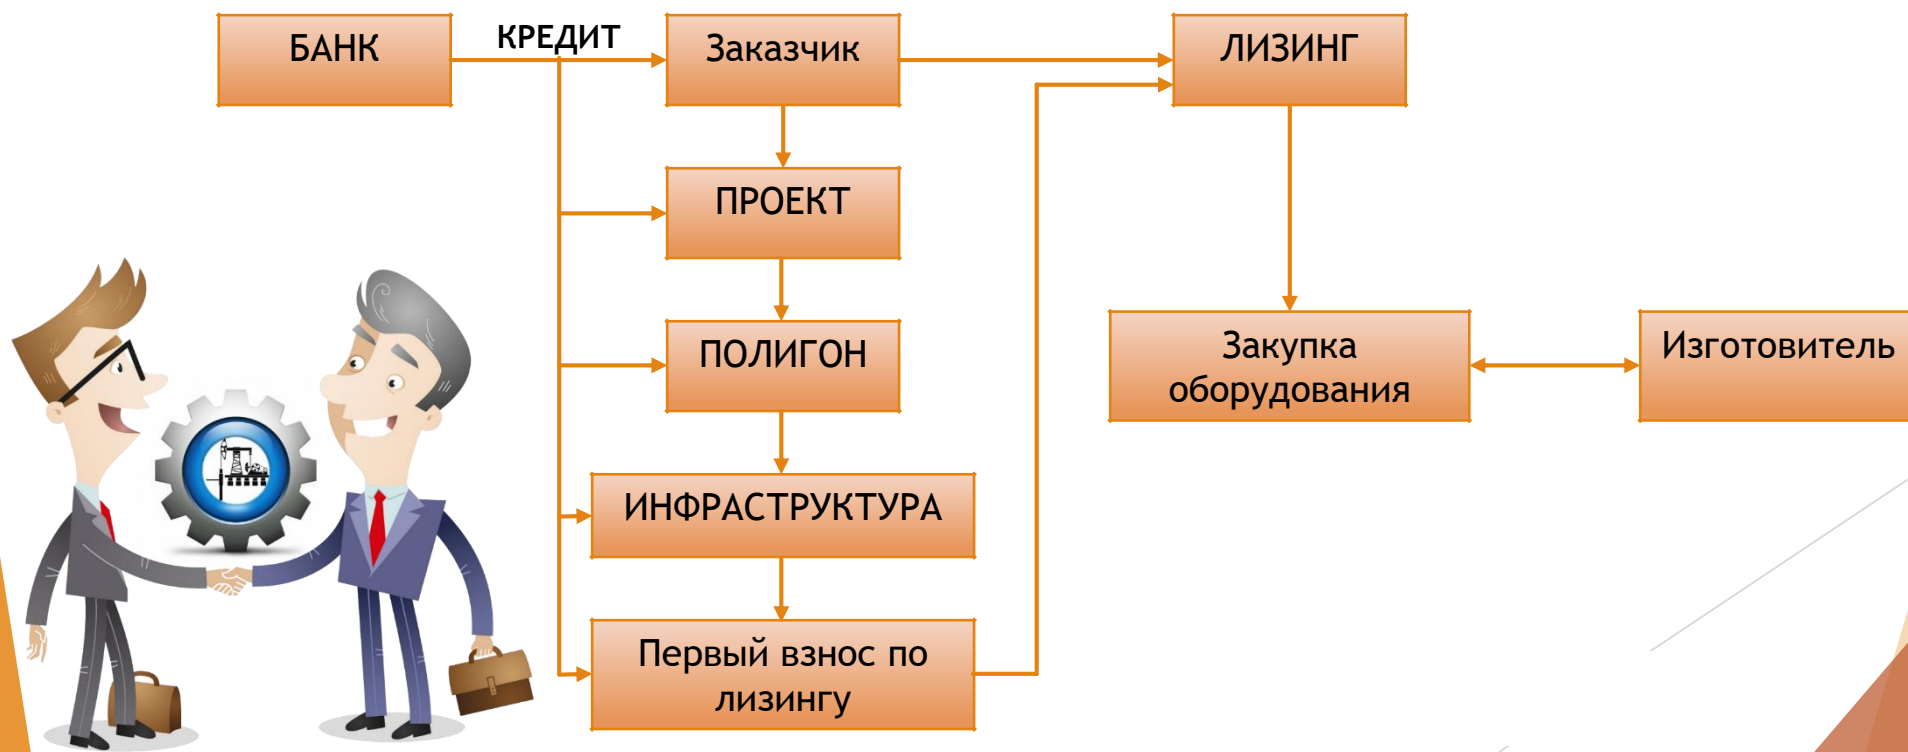 БАНК
КРЕДИТ
Заказчик
ЛИЗИНГ
ПРОЕКТ
ПОЛИГОН
Закупка
оборудования
Изготовитель
ИНФРАСТРУКТУРА
Первый взнос по
лизингу